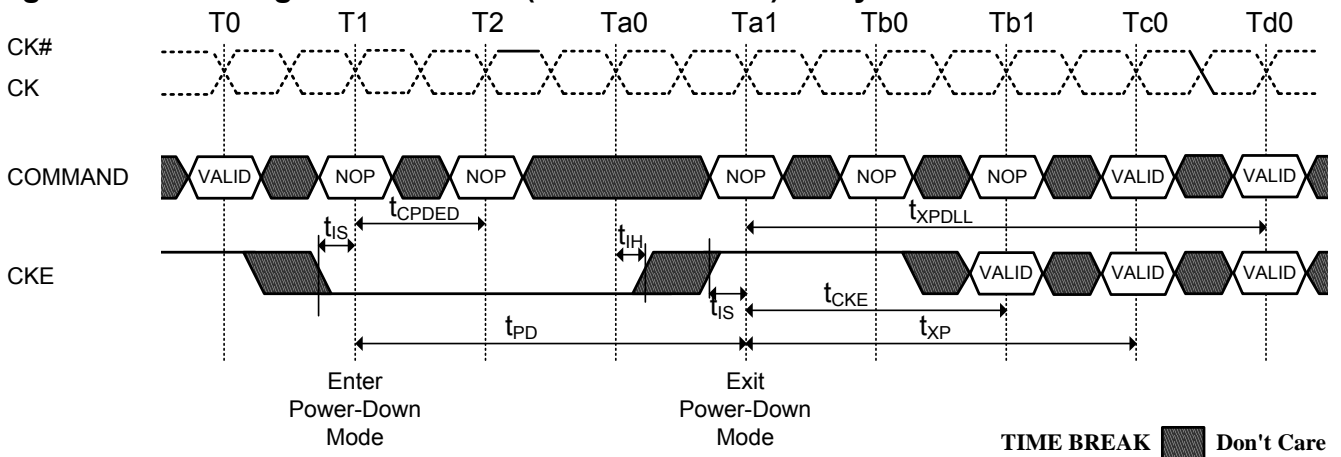 T0 T1 T2 Ta0 Ta1 Tb0 Tb1 Tc0 Td0
CK#
CK
COMMAND
VALID NOP NOP NOP NOP NOP VALID VALID
tCPDED
tXPDLL
tIS
tIH
CKE
VALID VALID VALID
tIS
tCKE
tPD
tXP
Enter
Power-Down
Mode
Exit
Power-Down
Mode
TIME BREAK Don't Care